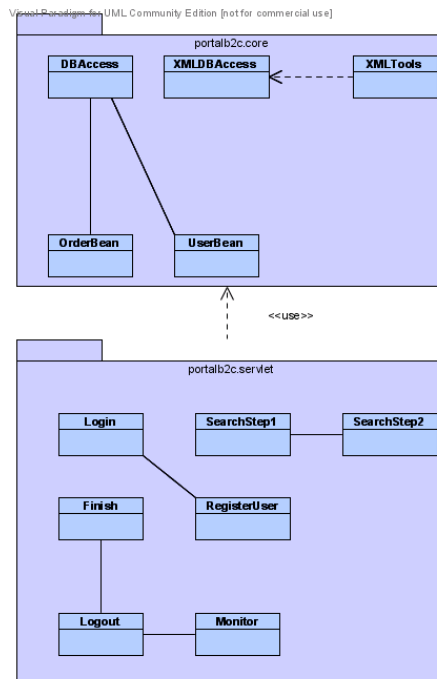 Visual Paradigm for UML Community Edition [not for commercial use]
portalb2c.core
DBAccess
XMLDBAccess
XMLTools
OrderBean
UserBean
<<use>>
portalb2c.servlet
Login
SearchStep1
SearchStep2
Finish
RegisterUser
Logout
Monitor